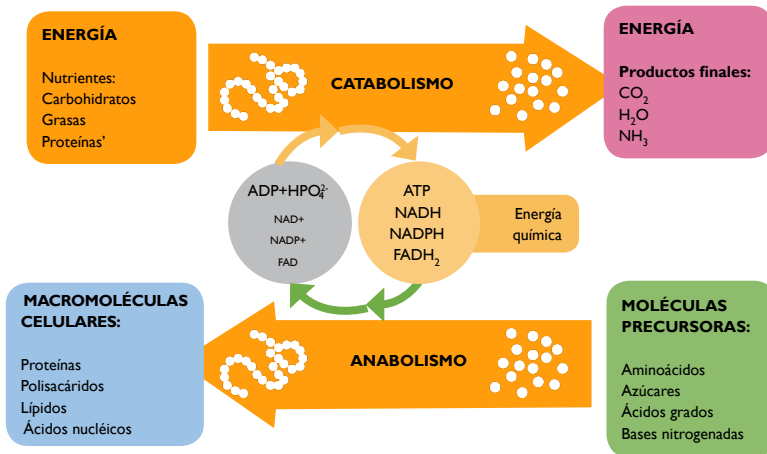 ENERGÍA
Nutrientes:
Carbohidratos
Grasas
Proteínas’
CATABOLISMO
ENERGÍA
Productos finales:
CO₂
H₂O
NH₃
ADP+HPO₄²⁻
NAD+
NADP+
FAD
ATP
NADH
NADPH
FADH₂
Energía
química
MACROMOLÉCULAS
CELULARES:
Proteínas
Polisacáridos
Lípidos
Ácidos nucléicos
ANABOLISMO
MOLÉCULAS
PRECURSORAS:
Aminoácidos
Azúcares
Ácidos grados
Bases nitrogenadas